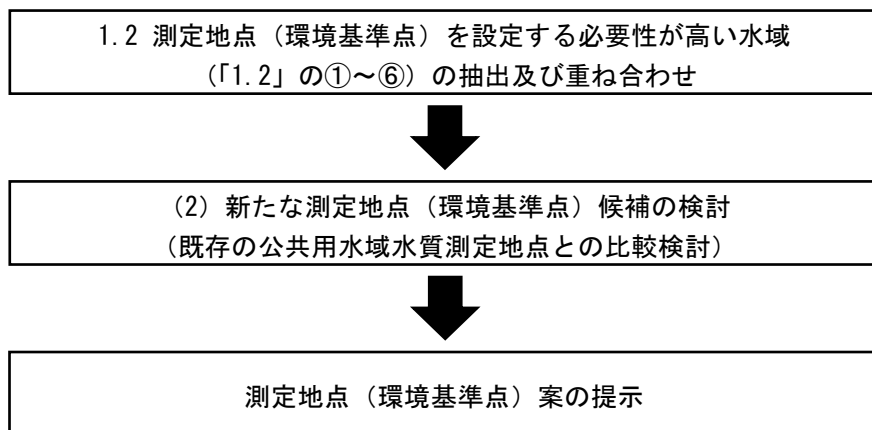 1.2 測定地点（環境基準点）を設定する必要性が高い水域
（「1.2」の①～⑥）の抽出及び重ね合わせ
(2) 新たな測定地点（環境基準点）候補の検討
（既存の公共用水域水質測定地点との比較検討）
測定地点（環境基準点）案の提示